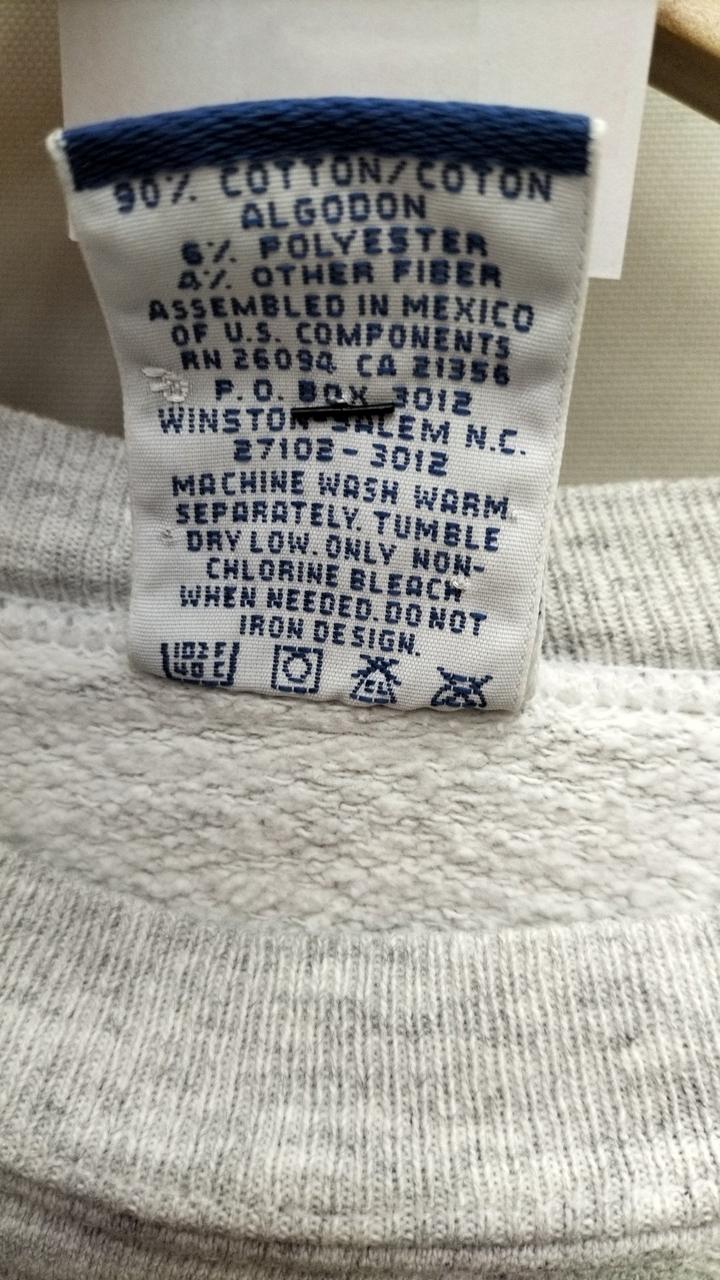 90% COTTON/COTON
ALGODON
6% POLYESTER
4% OTHER FIBER
ASSEMBLED IN MEXICO
OF U.S. COMPONENTS
RN 26094 CA 21356
P.O. BOX 3012
WINSTON-SALEM N.C.
27102-3012
MACHINE WASH WARM
SEPARATELY. TUMBLE
DRY LOW. ONLY NON-
CHLORINE BLEACH
WHEN NEEDED. DO NOT
IRON DESIGN.
102 F
40 C